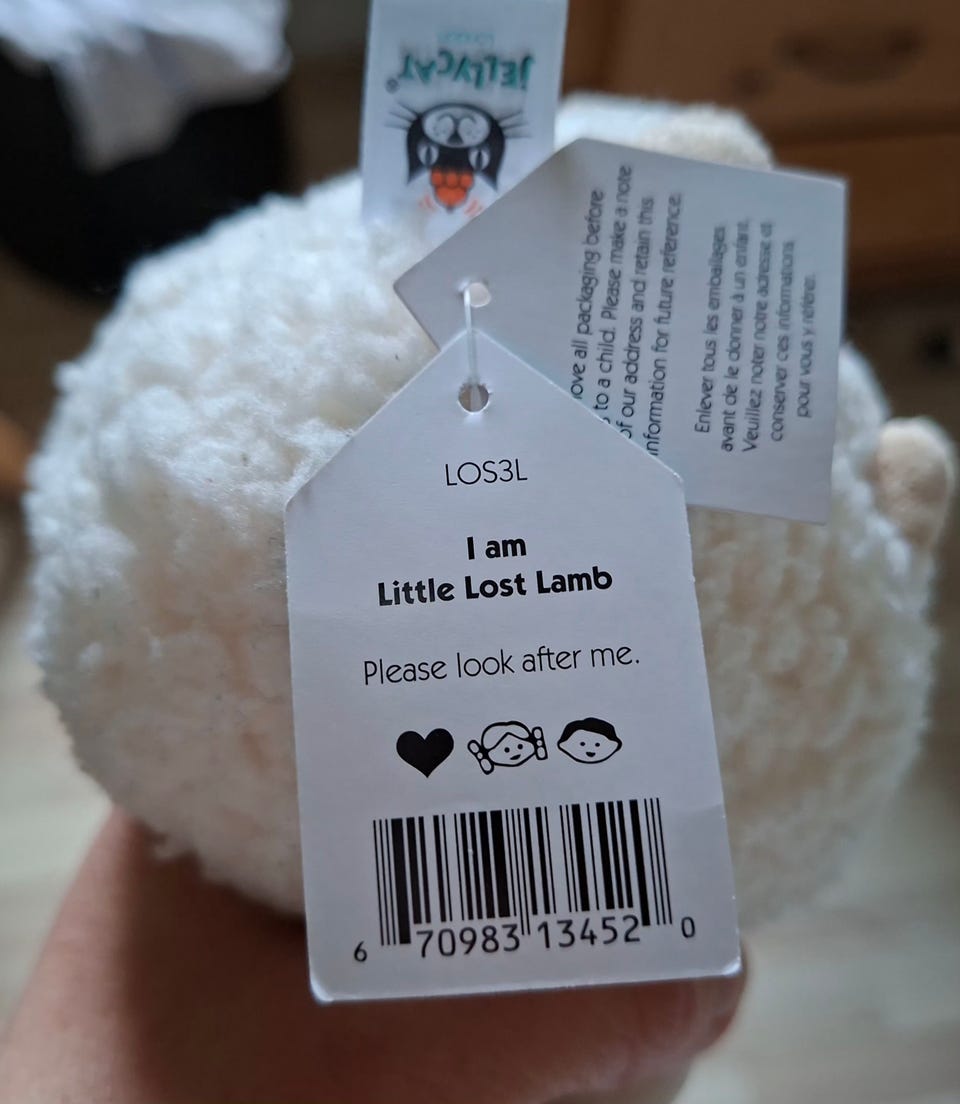 JELLYCAT
ove all packaging before
to a child. Please make a note
of our address and retain this
information for future reference.
Enlever tous les emballages
avant de le donner à un enfant.
Veuillez noter notre adresse et
conserver ces informations
pour vous y référer.
LOS3L
I am
Little Lost Lamb
Please look after me.
6 70983 13452 0